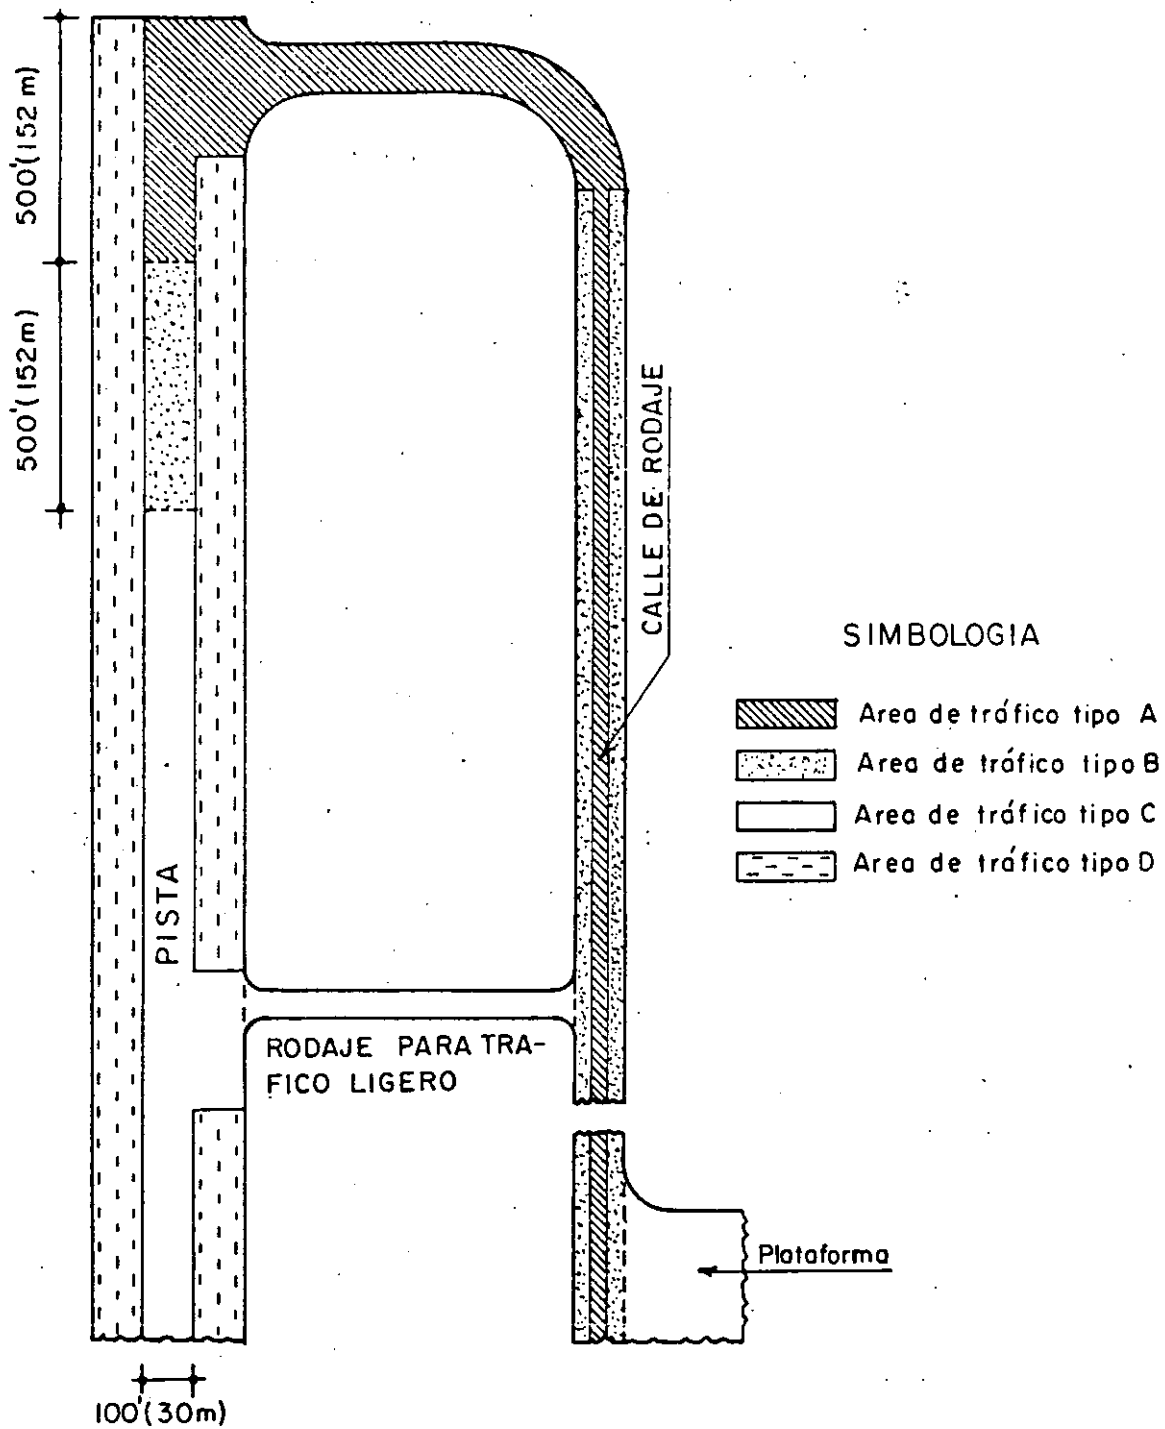 500'(152 m)
500'(152m)
PISTA
CALLE DE RODAJE
RODAJE PARA TRA-
FICO LIGERO
Plataforma
100'(30m)
SIMBOLOGIA
Area de tráfico tipo A
Area de tráfico tipo B
Area de tráfico tipo C
Area de tráfico tipo D